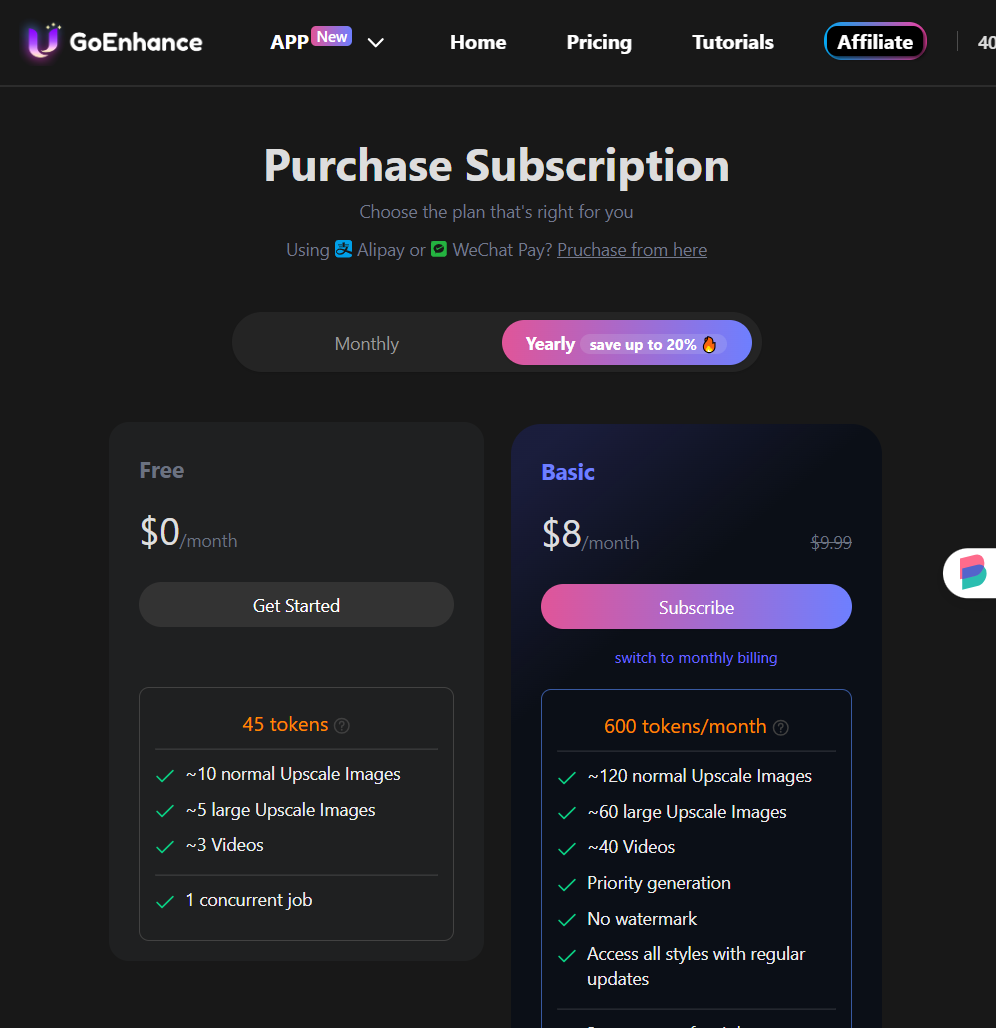 GoEnhance
APP New
Home
Pricing
Tutorials
Affiliate
40
Purchase Subscription
Choose the plan that's right for you
Using Alipay or WeChat Pay? Pruchase from here
Monthly
Yearly save up to 20% 🔥
Free
$0/month
Get Started
45 tokens
~10 normal Upscale Images
~5 large Upscale Images
~3 Videos
1 concurrent job
Basic
$8/month
$9.99
Subscribe
switch to monthly billing
600 tokens/month
~120 normal Upscale Images
~60 large Upscale Images
~40 Videos
Priority generation
No watermark
Access all styles with regular
updates